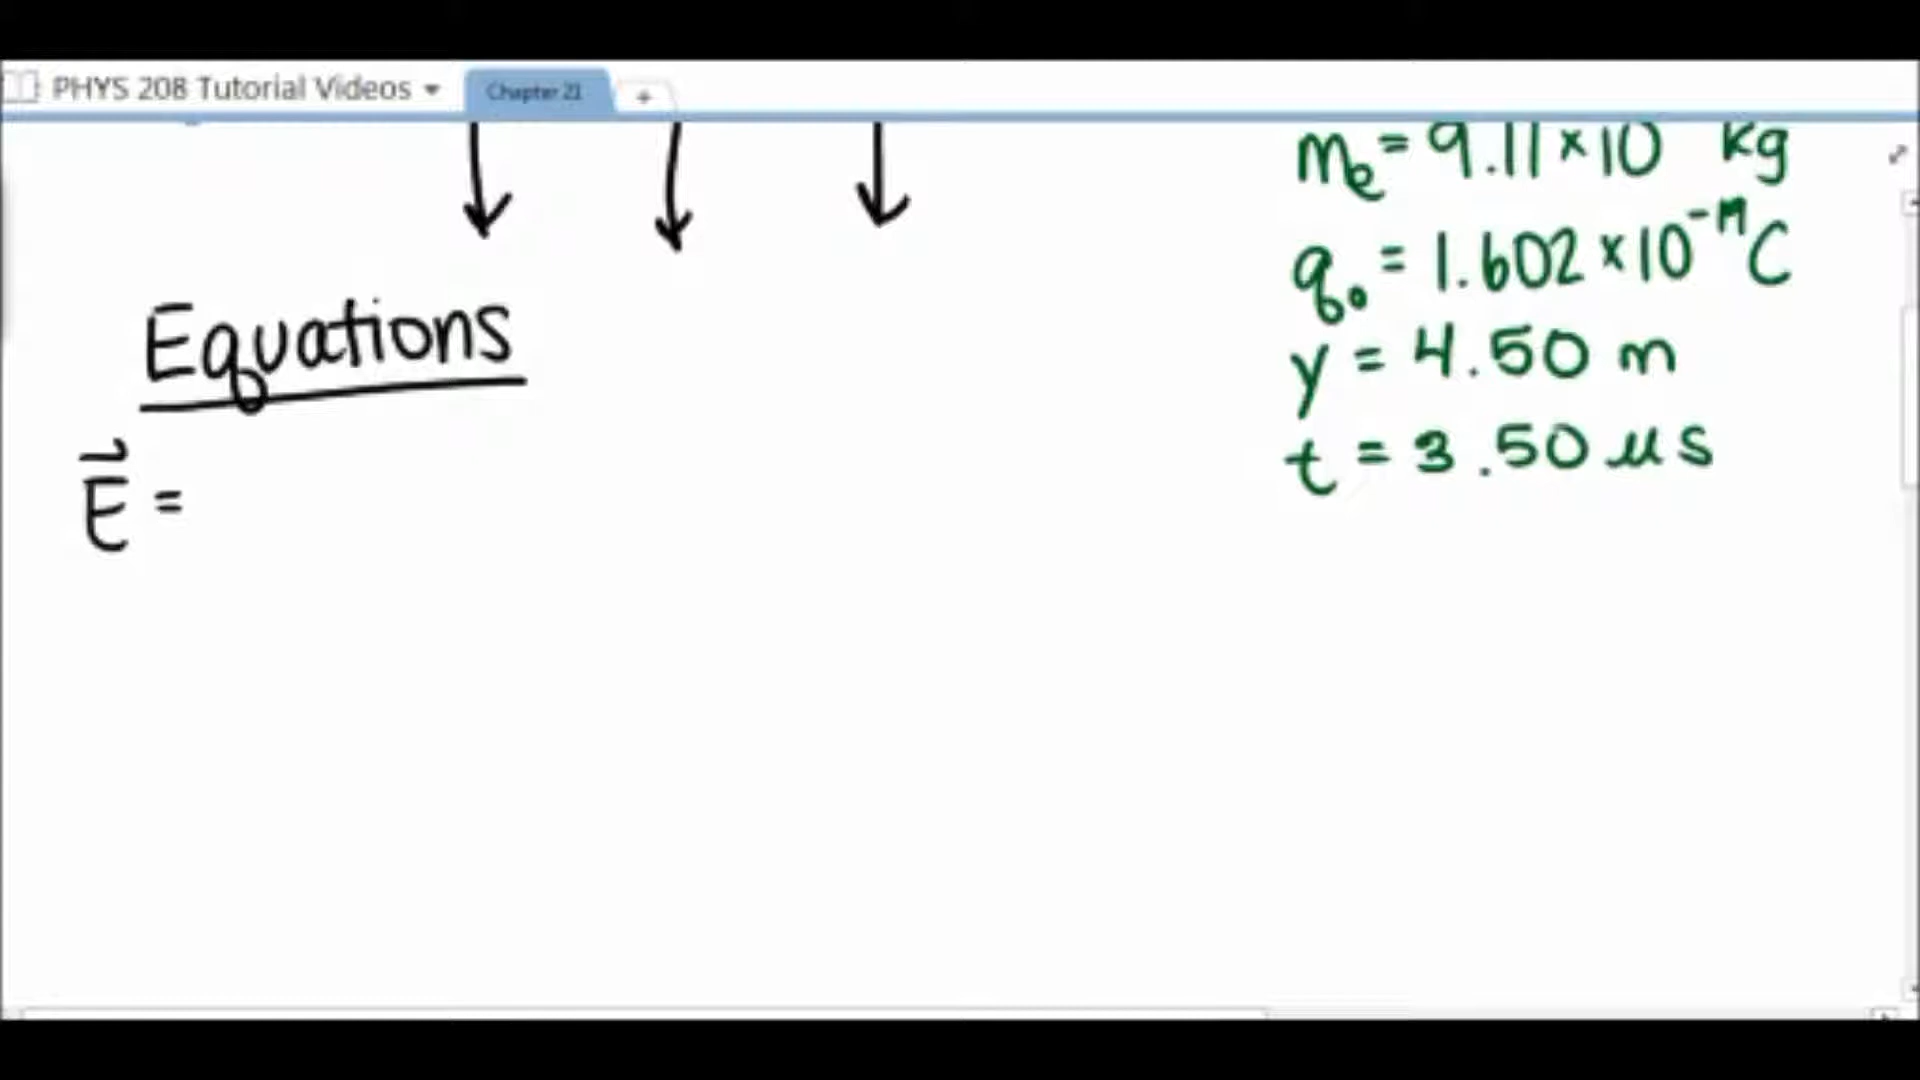 PHYS 208 Tutorial Videos
Chapter 21
+
Equations
E⃗ =
mₑ = 9.11 × 10 kg
q₀ = 1.602 × 10⁻¹⁹ C
y = 4.50 m
t = 3.50 μs